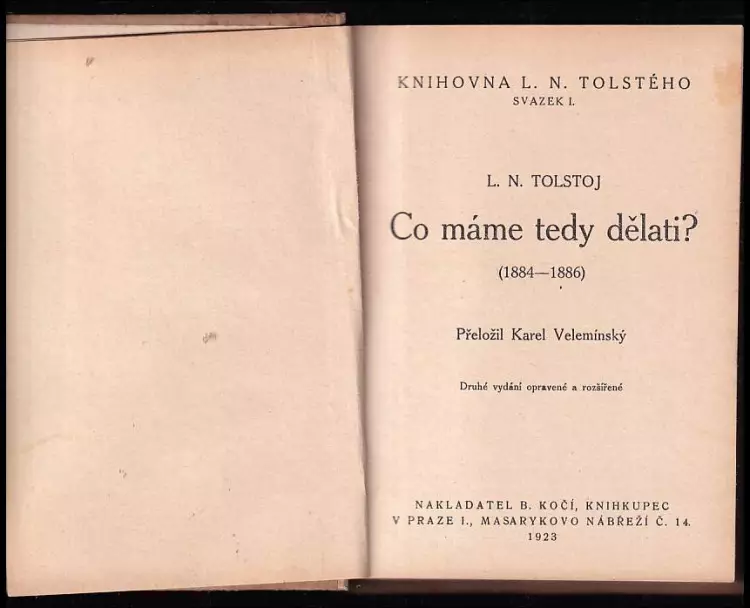 KNIHOVNA L. N. TOLSTÉHO
SVAZEK I.
L. N. TOLSTOJ
Co máme tedy dělati?
(1884—1886)
Přeložil Karel Velemínský
Druhé vydání opravené a rozšířené
NAKLADATEL B. KOČÍ, KNIHKUPEC
V PRAZE I., MASARYKOVO NÁBŘEŽÍ Č. 14.
1923